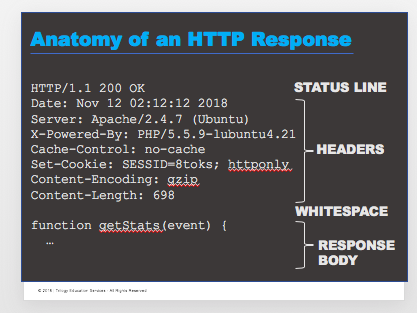 Anatomy of an HTTP Response
HTTP/1.1 200 OK
STATUS LINE
Date: Nov 12 02:12:12 2018
Server: Apache/2.4.7 (Ubuntu)
X-Powered-By: PHP/5.5.9-1ubuntu4.21
Cache-Control: no-cache
HEADERS
Set-Cookie: SESSID=8toks; httponly
Content-Encoding: gzip
Content-Length: 698
WHITESPACE
function getStats(event) {
…
RESPONSE
BODY
© 2018 Trilogy Education Services All Rights Reserved